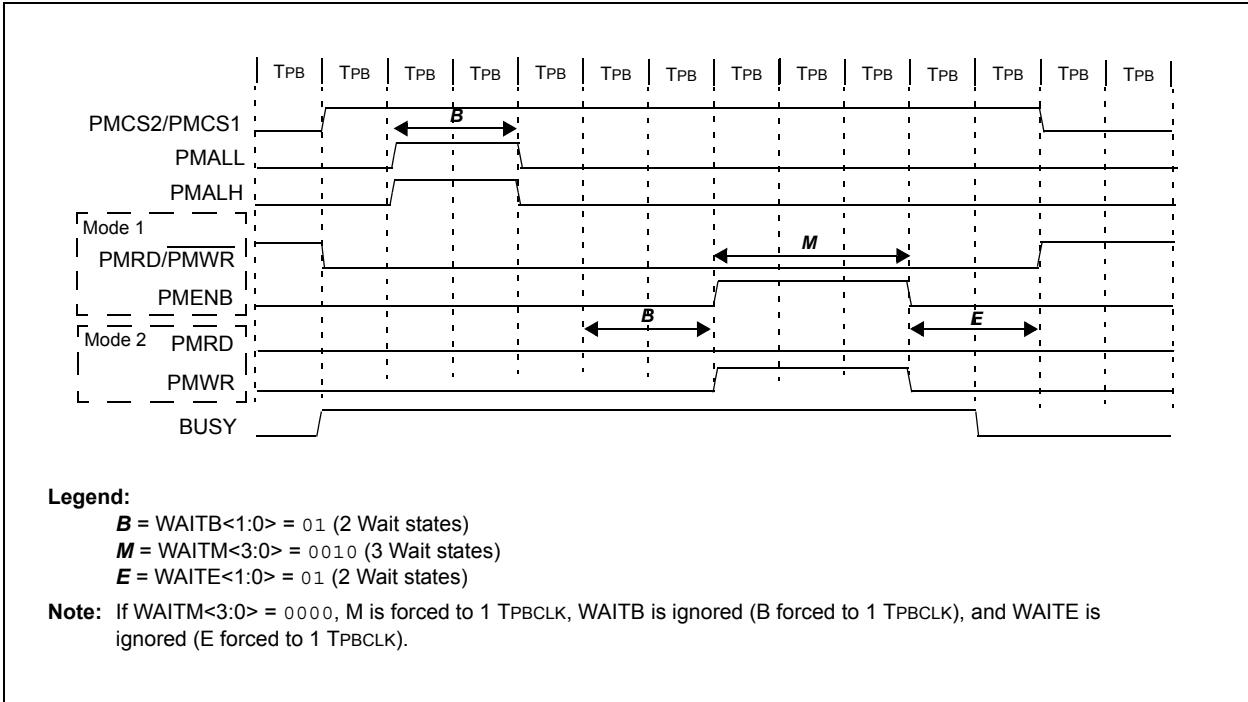 TPB TPB TPB TPB TPB TPB TPB TPB TPB TPB TPB TPB TPB TPB
PMCS2/PMCS1
B
PMALL
PMALH
Mode 1
PMRD/PMWR
M
PMENB
B
E
Mode 2
PMRD
PMWR
BUSY
Legend:
B = WAITB<1:0> = 01 (2 Wait states)
M = WAITM<3:0> = 0010 (3 Wait states)
E = WAITE<1:0> = 01 (2 Wait states)
Note: If WAITM<3:0> = 0000, M is forced to 1 TPBCLK, WAITB is ignored (B forced to 1 TPBCLK), and WAITE is
ignored (E forced to 1 TPBCLK).